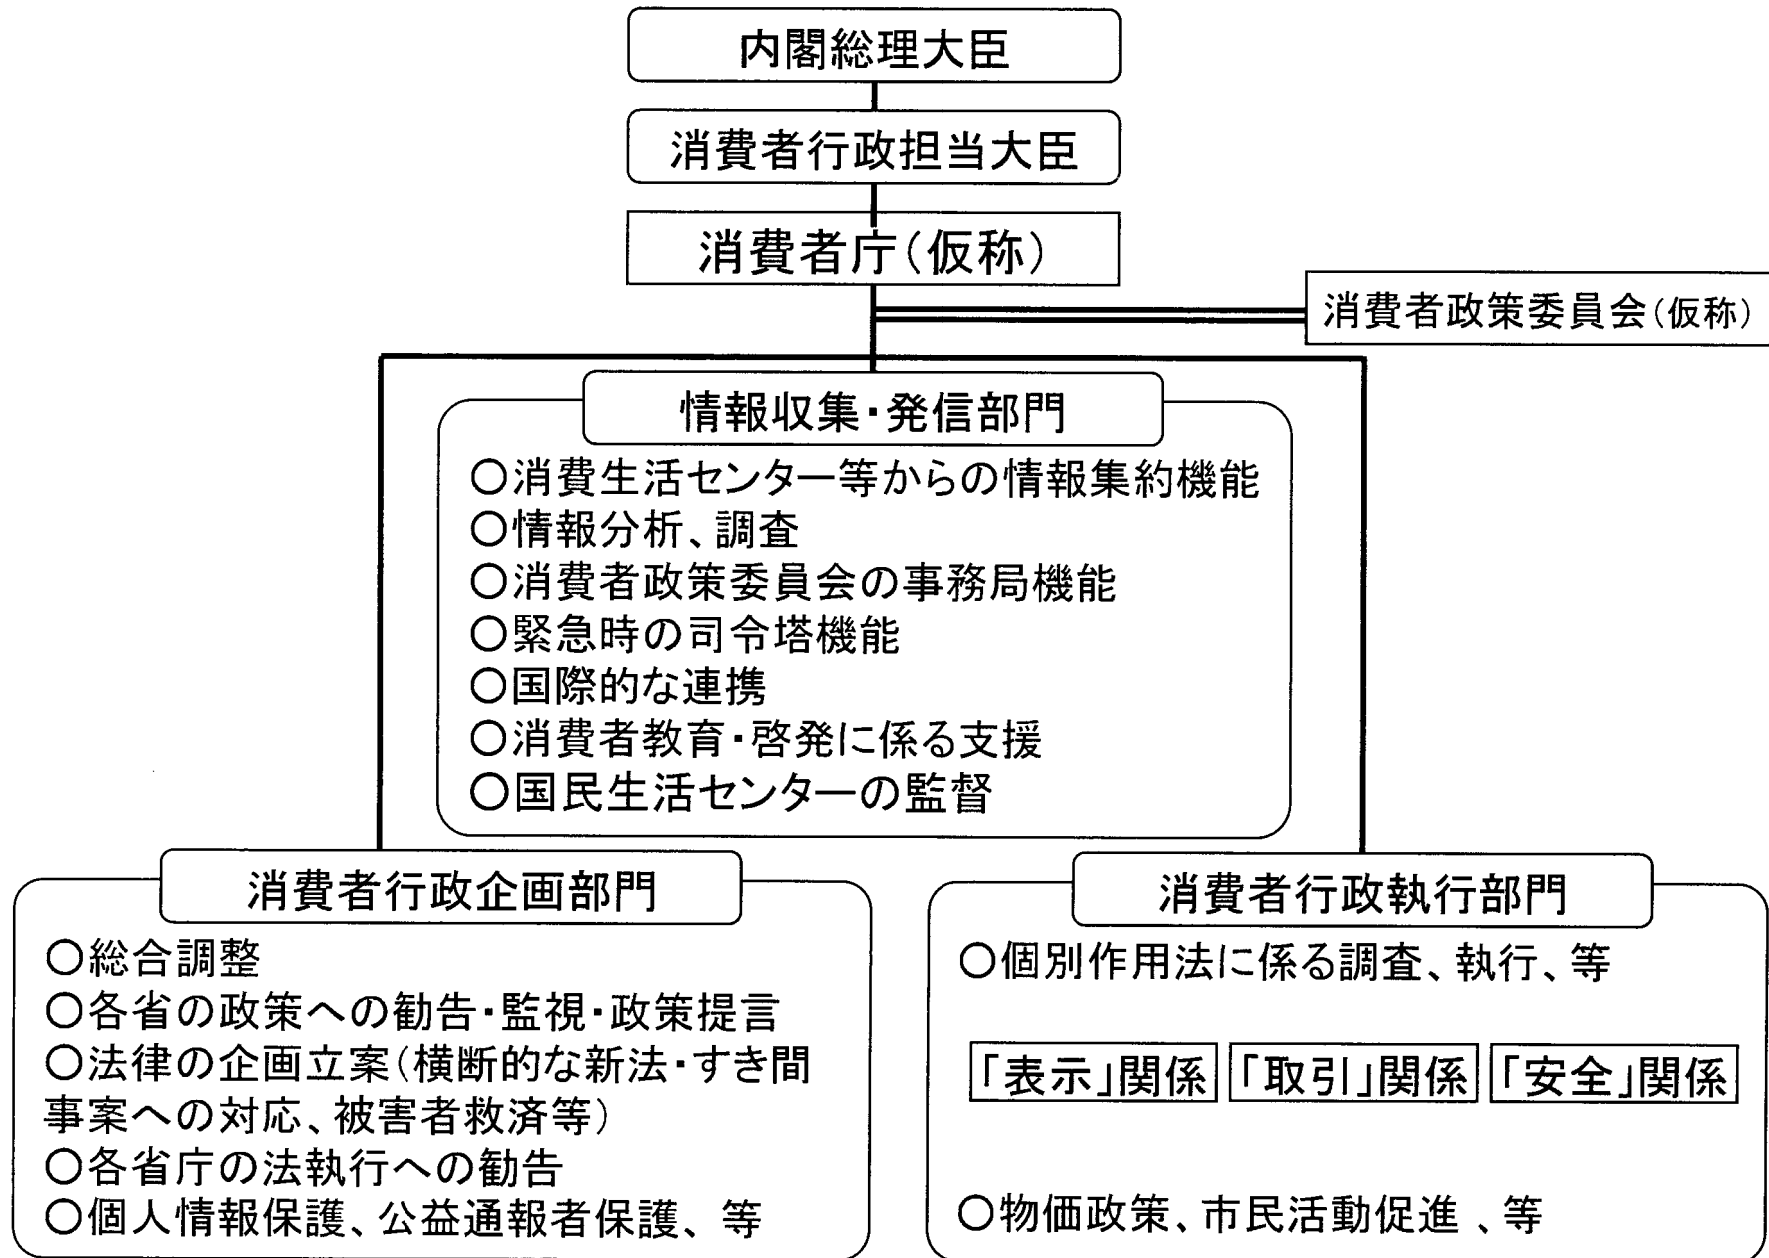 内閣総理大臣
消費者行政担当大臣
消費者庁(仮称)
消費者政策委員会(仮称)
情報収集・発信部門
○消費生活センター等からの情報集約機能
○情報分析、調査
○消費者政策委員会の事務局機能
○緊急時の司令塔機能
○国際的な連携
○消費者教育・啓発に係る支援
○国民生活センターの監督
消費者行政企画部門
○総合調整
○各省の政策への勧告・監視・政策提言
○法律の企画立案(横断的な新法・すき間
事案への対応、被害者救済等)
○各省庁の法執行への勧告
○個人情報保護、公益通報者保護、等
消費者行政執行部門
○個別作用法に係る調査、執行、等
「表示」関係 「取引」関係 「安全」関係
○物価政策、市民活動促進 、等